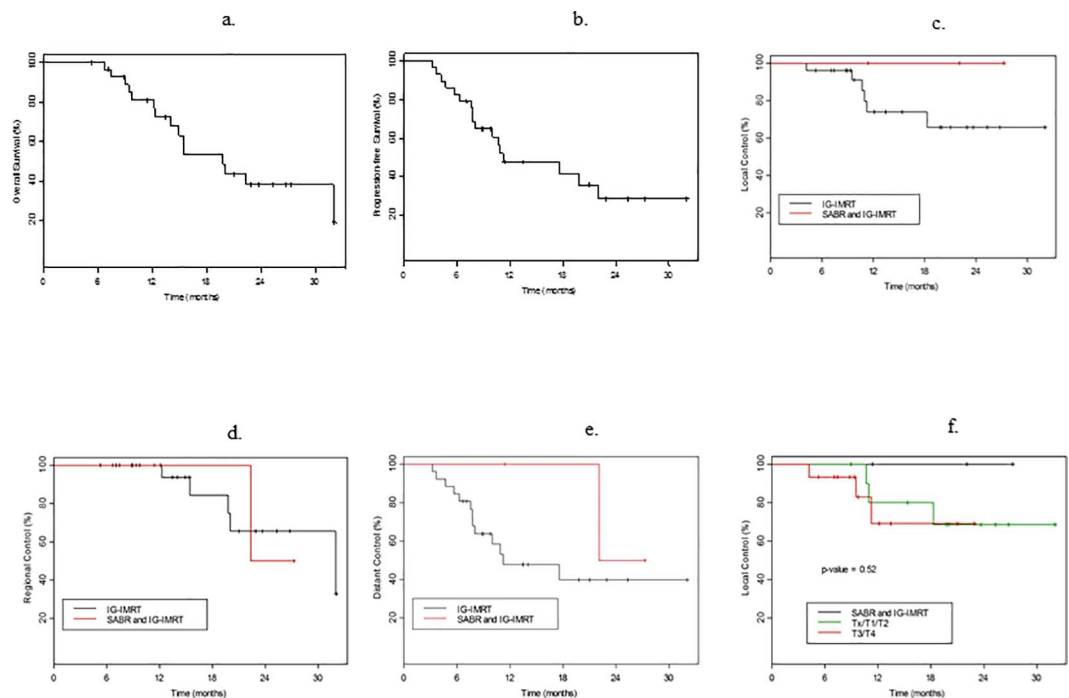 a.
b.
c.
Overall Survival (%)
100
80
60
40
20
0 6 12 18 24 30
Time (months)
Progression-free Survival (%)
100
80
60
40
20
0 6 12 18 24 30
Time (months)
Local Control (%)
100
80
60
40
20
IG-IMRT
SABR and IG-IMRT
0 6 12 18 24 30
Time (months)
d.
e.
f.
Regional Control (%)
100
80
60
40
20
IG-IMRT
SABR and IG-IMRT
0 6 12 18 24 30
Time (months)
Distant Control (%)
100
80
60
40
20
IG-IMRT
SABR and IG-IMRT
0 6 12 18 24 30
Time (months)
Local Control (%)
100
80
60
40
20
p-value = 0.52
SABR and IG-IMRT
Tx/T1/T2
T3/T4
0 6 12 18 24 30
Time (months)